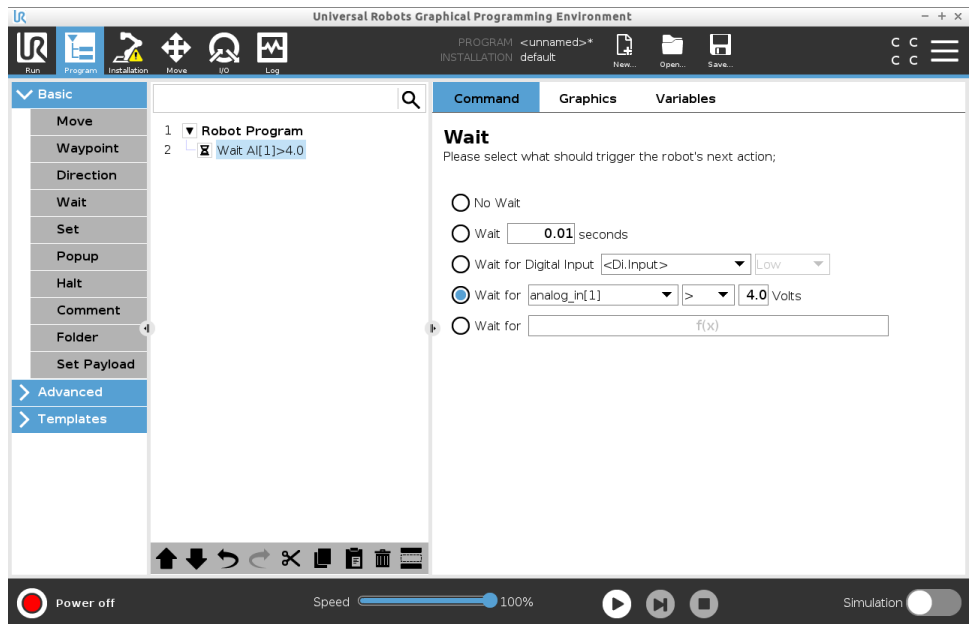 Universal Robots Graphical Programming Environment
Run
Program
Installation
Move
I/O
Log
PROGRAM <unnamed>*
INSTALLATION default
New...
Open...
Save...
C C
C C
Basic
Move
Waypoint
Direction
Wait
Set
Popup
Halt
Comment
Folder
Set Payload
Advanced
Templates
1 Robot Program
2 Wait AI[1]>4.0
Command Graphics Variables
Wait
Please select what should trigger the robot's next action;
No Wait
Wait 0.01 seconds
Wait for Digital Input <Di.Input> Low
Wait for analog_in[1] > 4.0 Volts
Wait for f(x)
Power off
Speed 100%
Simulation